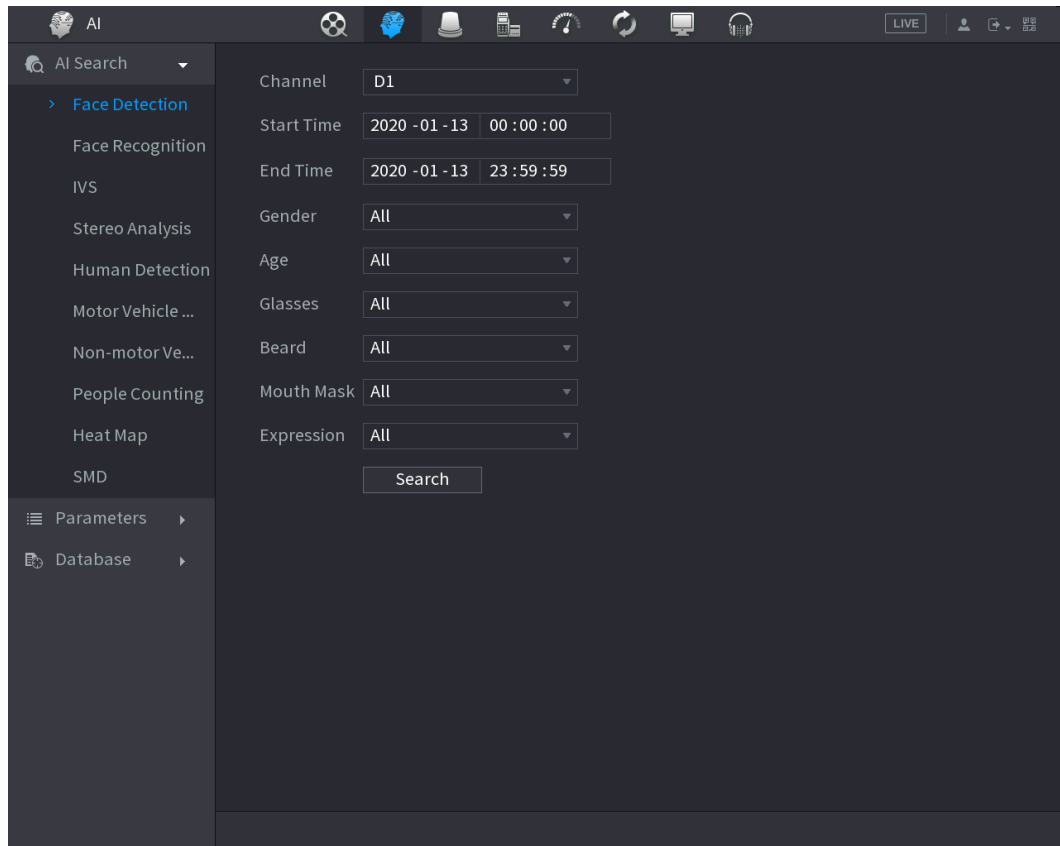 AI
LIVE
AI Search
Face Detection
Face Recognition
IVS
Stereo Analysis
Human Detection
Motor Vehicle ...
Non-motor Ve...
People Counting
Heat Map
SMD
Parameters
Database
Channel D1
Start Time 2020 -01 -13 00 :00 :00
End Time 2020 -01 -13 23 :59 :59
Gender All
Age All
Glasses All
Beard All
Mouth Mask All
Expression All
Search